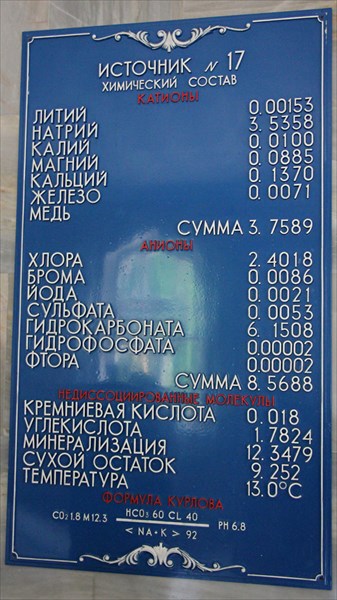 ИСТОЧНИК N 17
ХИМИЧЕСКИЙ СОСТАВ
КАТИОНЫ
ЛИТИЙ 0.00153
НАТРИЙ 3.5358
КАЛИЙ 0.0100
МАГНИЙ 0.0885
КАЛЬЦИЙ 0.1370
ЖЕЛЕЗО 0.0071
МЕДЬ
СУММА 3.7589
АНИОНЫ
ХЛОРА 2.4018
БРОМА 0.0086
ЙОДА 0.0021
СУЛЬФАТА 0.0053
ГИДРОКАРБОНАТА 6.1508
ГИДРОФОСФАТА 0.00002
ФТОРА 0.00002
СУММА 8.5688
НЕДИССОЦИИРОВАННЫЕ МОЛЕКУЛЫ
КРЕМНИЕВАЯ КИСЛОТА 0.018
УГЛЕКИСЛОТА 1.7824
МИНЕРАЛИЗАЦИЯ 12.3479
СУХОЙ ОСТАТОК 9.252
ТЕМПЕРАТУРА 13.0°С
ФОРМУЛА КУРЛОВА
CO2 1.8 M 12.3 HCO3 60 CL 40 PH 6.8
< NA+K > 92